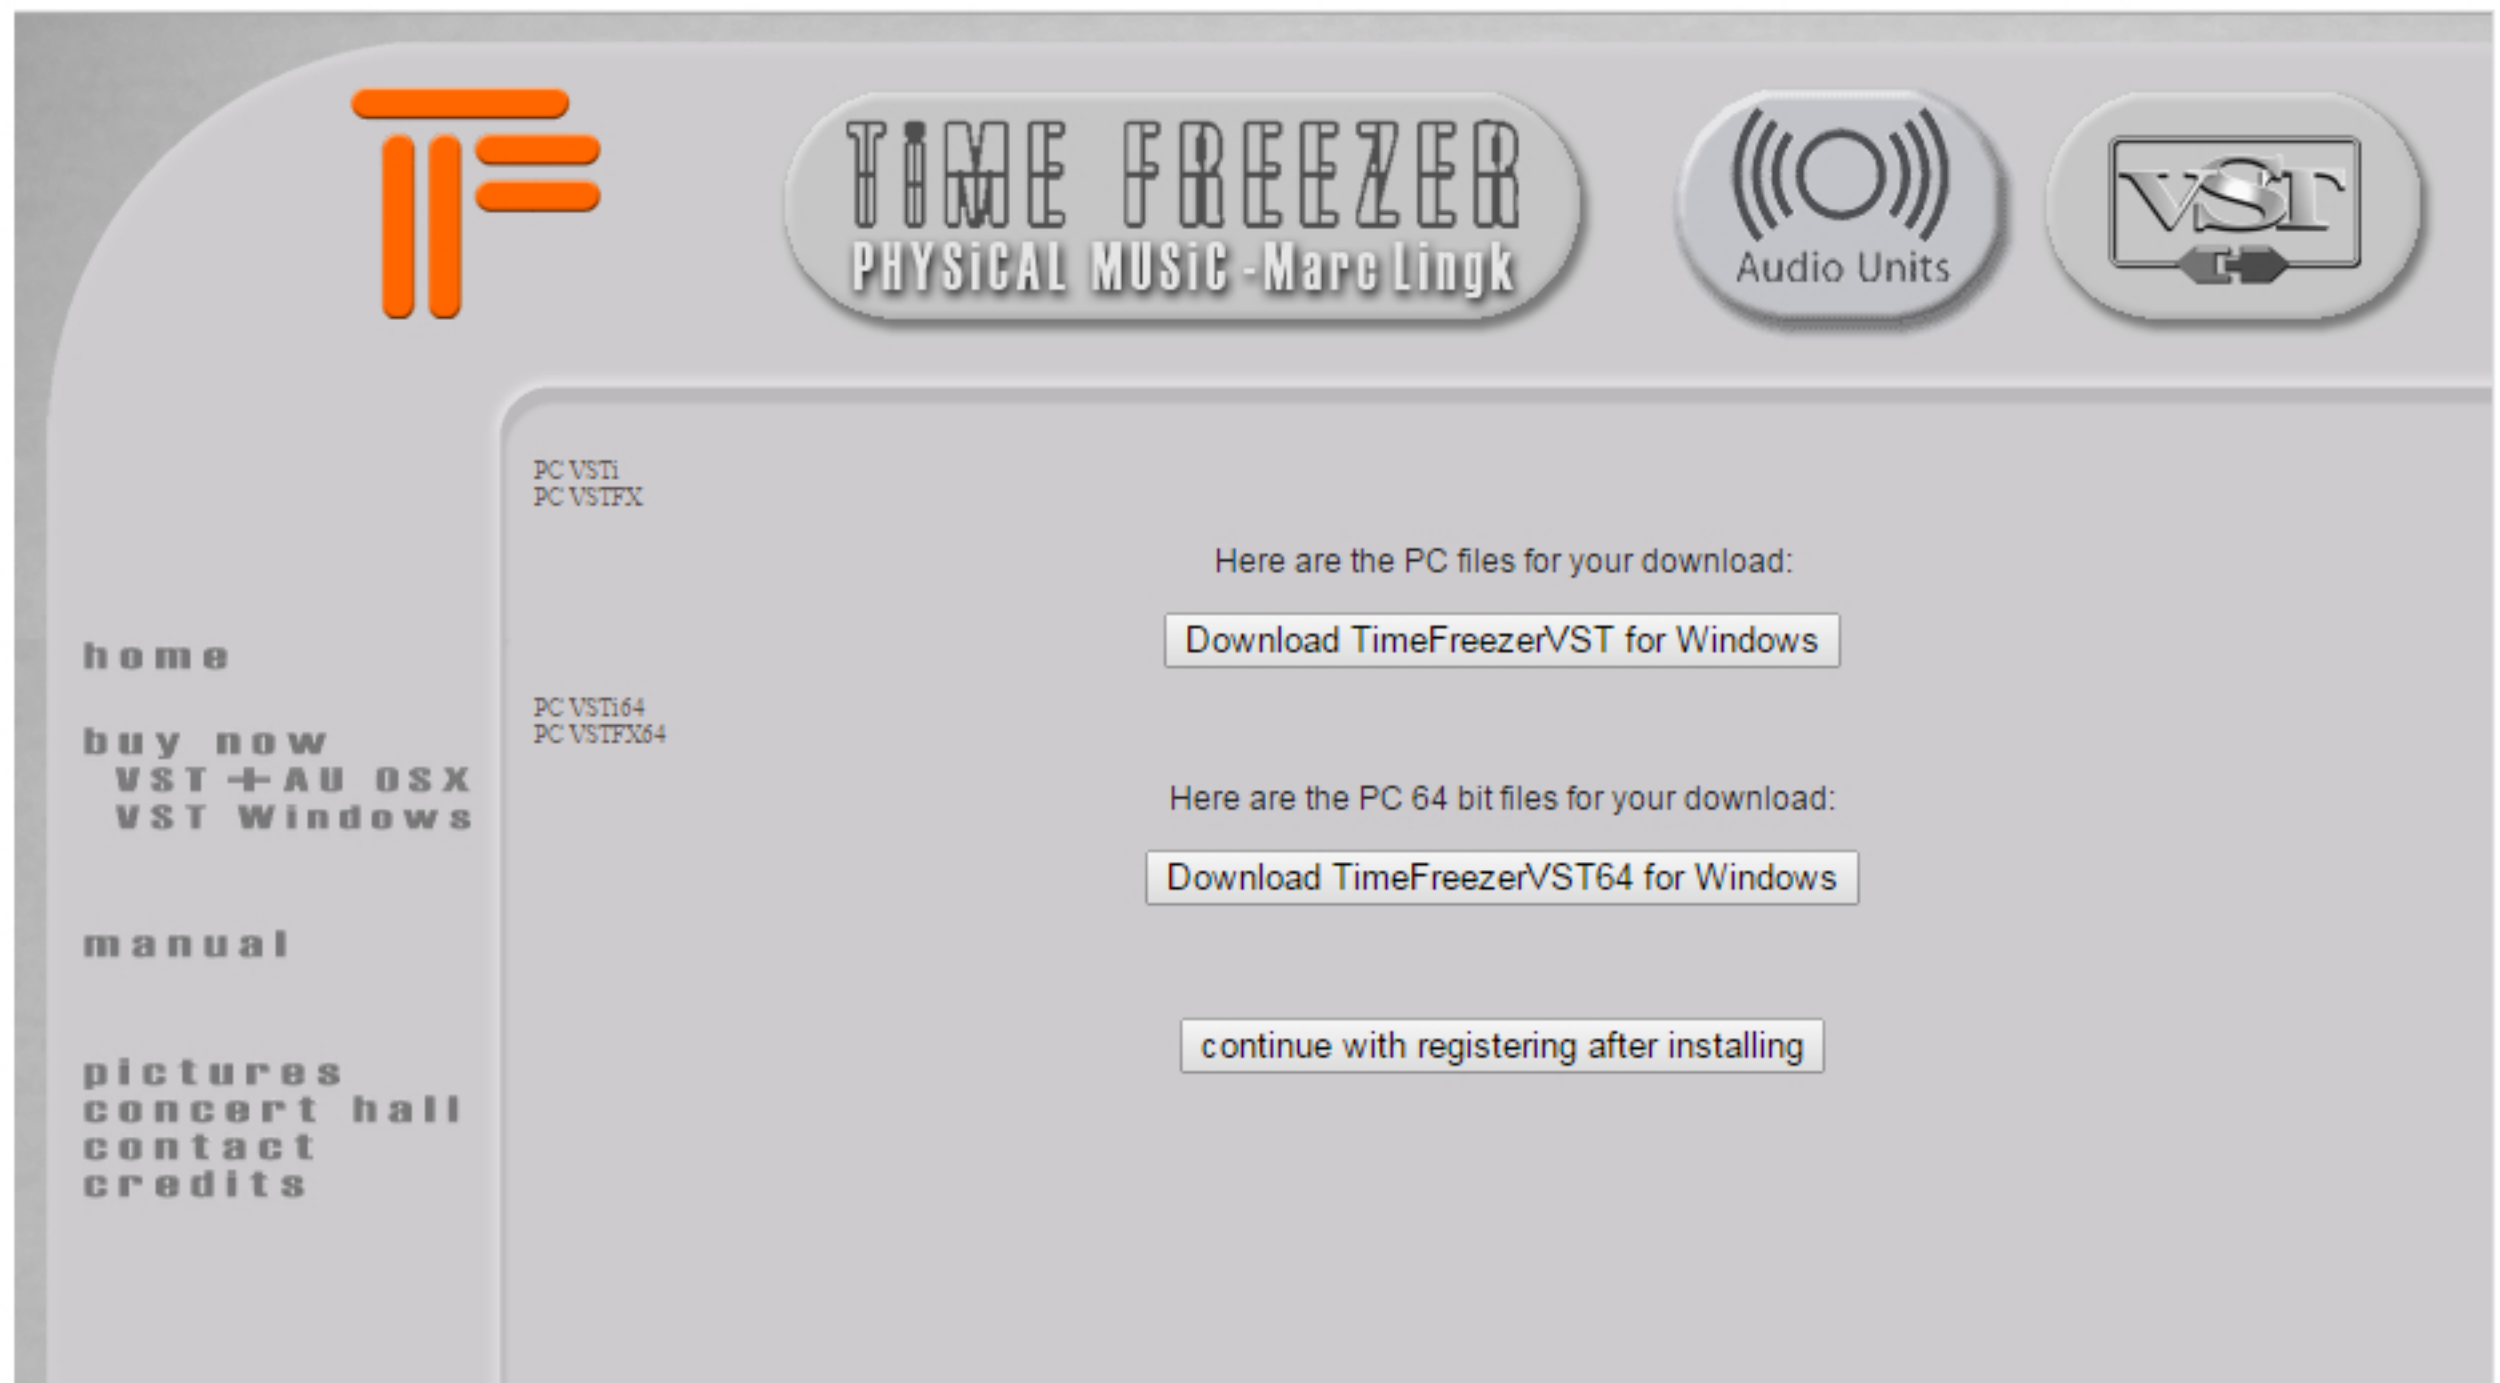 TiME FREEZER
PHYSiCAL MUSiC - Marc Lingk
Audio Units
VST
PC VSTi
PC VSTFX
Here are the PC files for your download:
Download TimeFreezerVST for Windows
PC VSTi64
PC VSTFX64
Here are the PC 64 bit files for your download:
Download TimeFreezerVST64 for Windows
continue with registering after installing
home
buy now
VST + AU OSX
VST Windows
manual
pictures
concert hall
contact
credits